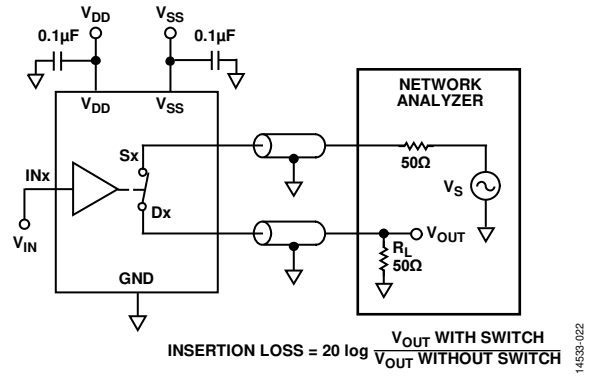 VDD VSS
0.1µF 0.1µF
VDD VSS
NETWORK
ANALYZER
Sx
50Ω
VS
INx
Dx
VOUT
RL
50Ω
VIN
GND
INSERTION LOSS = 20 log VOUT WITH SWITCH
VOUT WITHOUT SWITCH
14533-022